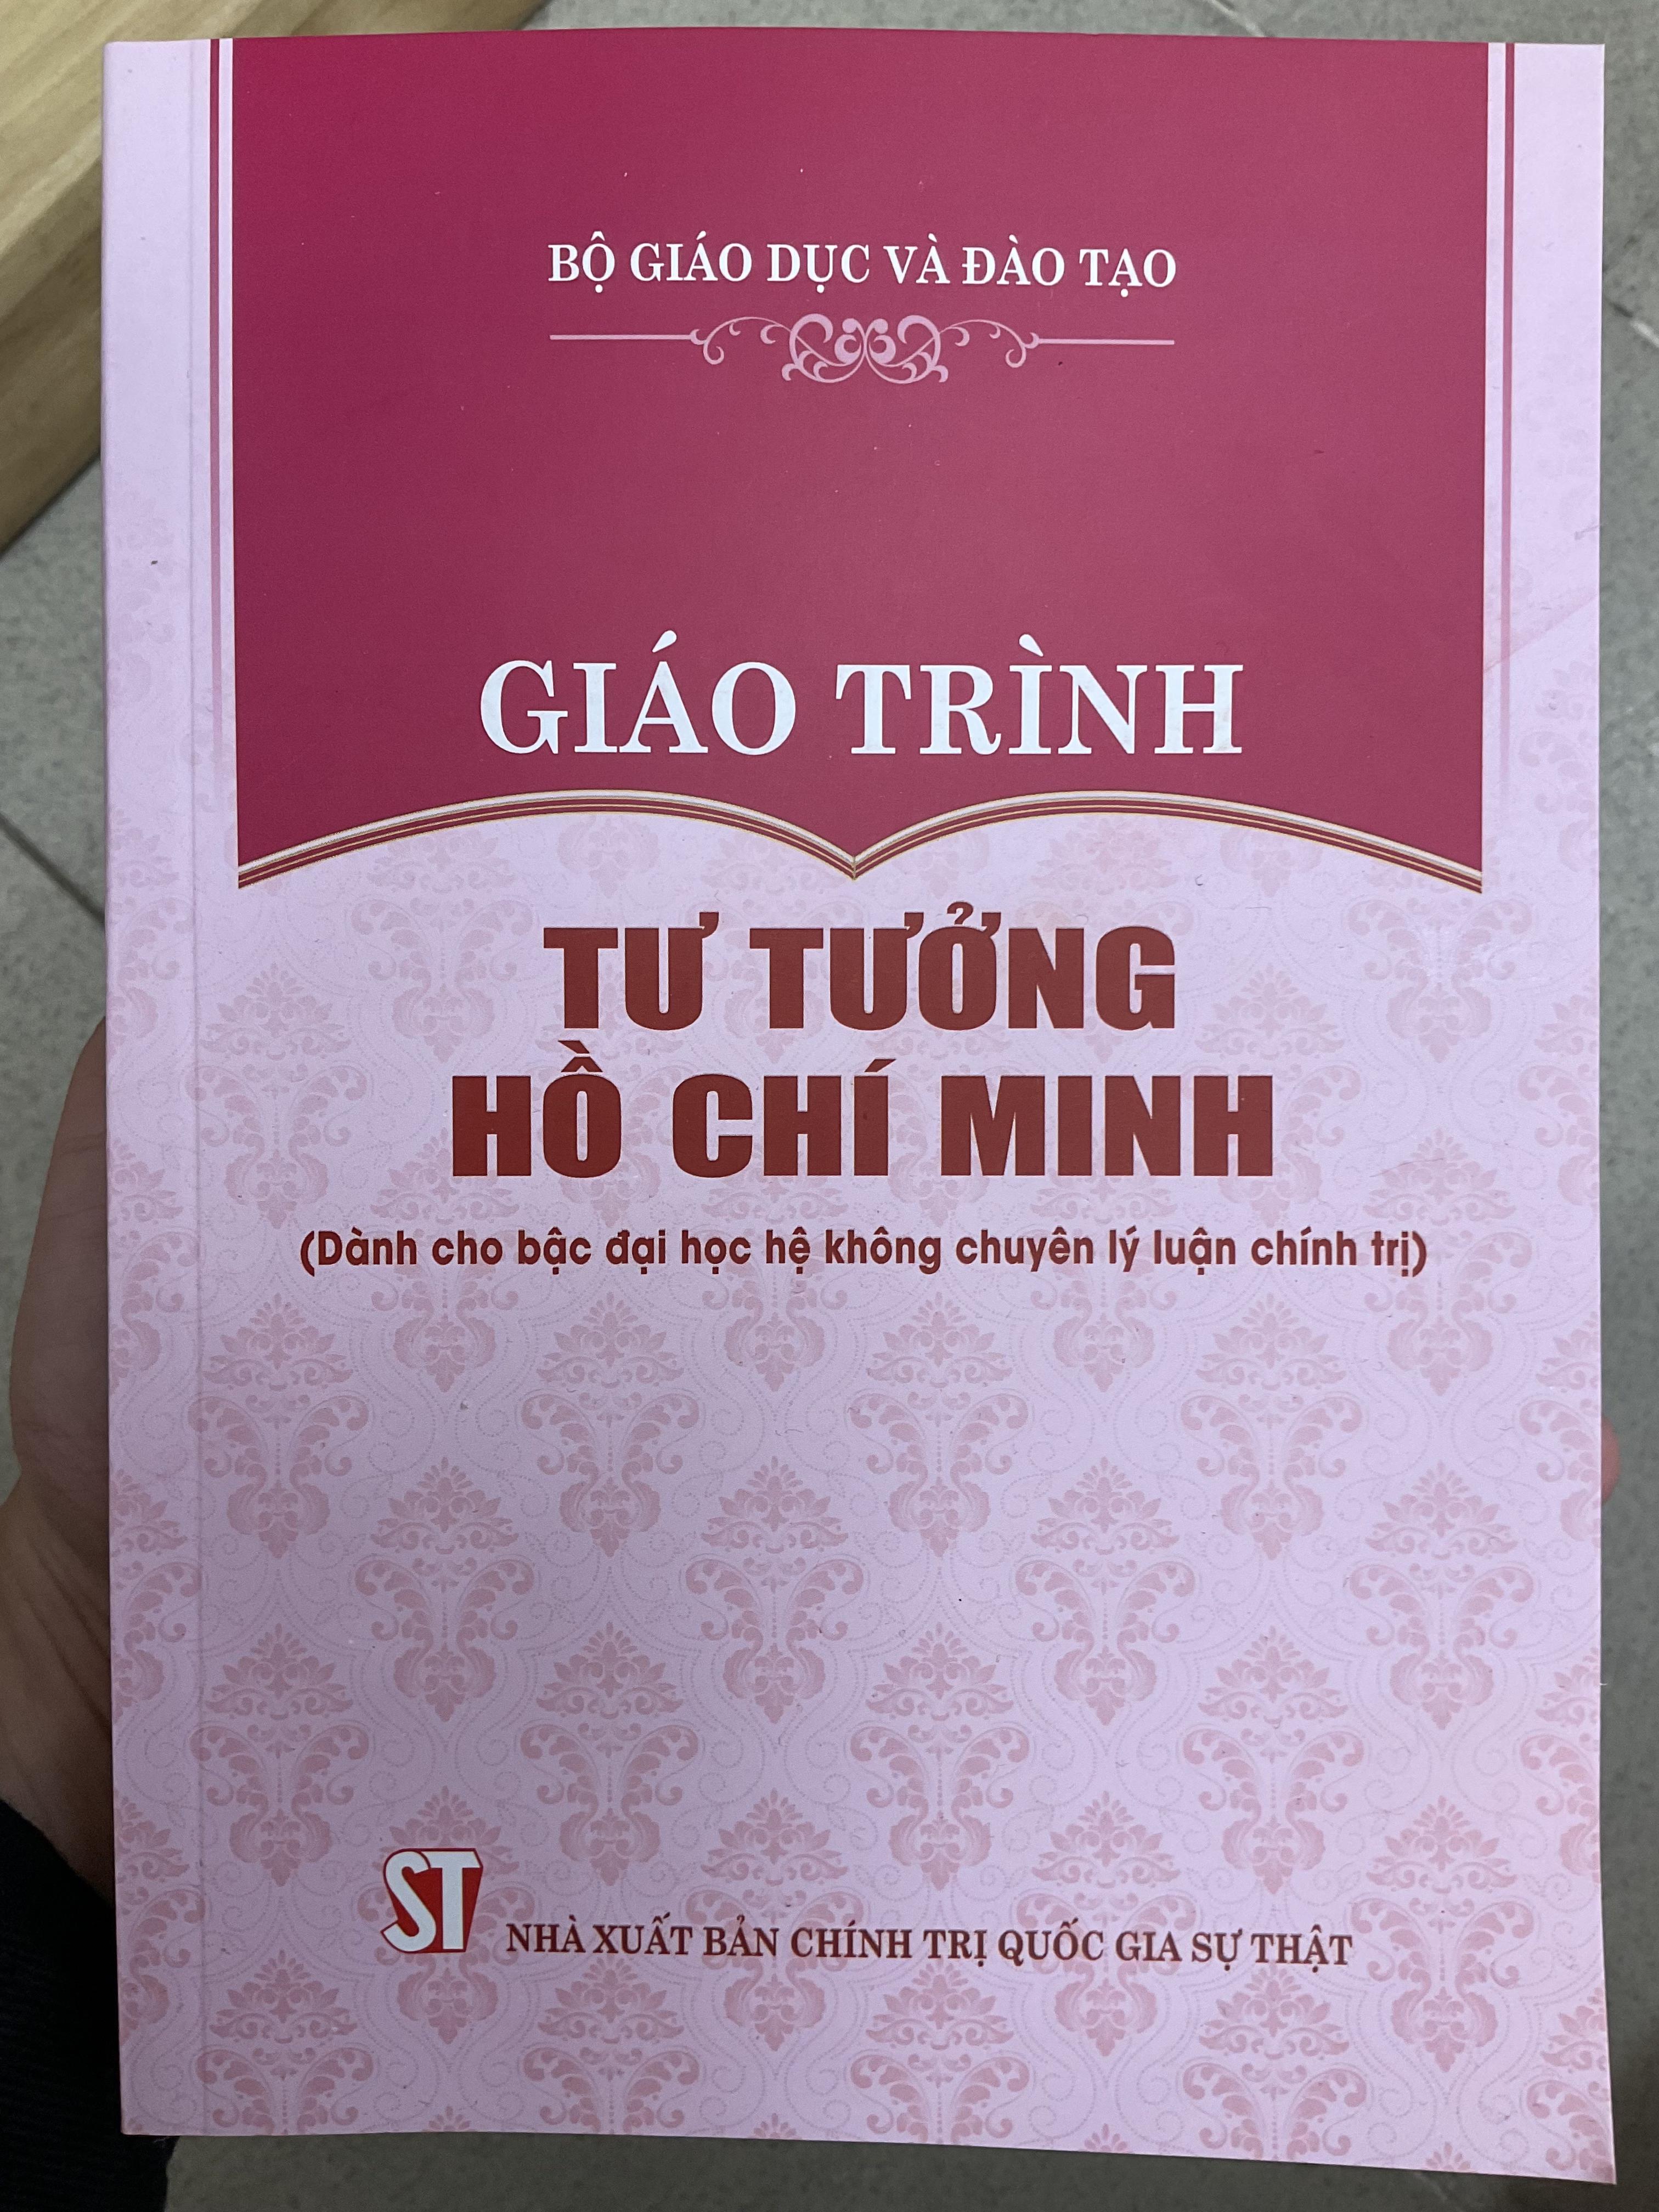 BỘ GIÁO DỤC VÀ ĐÀO TẠO
GIÁO TRÌNH
TƯ TƯỞNG
HỒ CHÍ MINH
(Dành cho bậc đại học hệ không chuyên lý luận chính trị)
ST
NHÀ XUẤT BẢN CHÍNH TRỊ QUỐC GIA SỰ THẬT